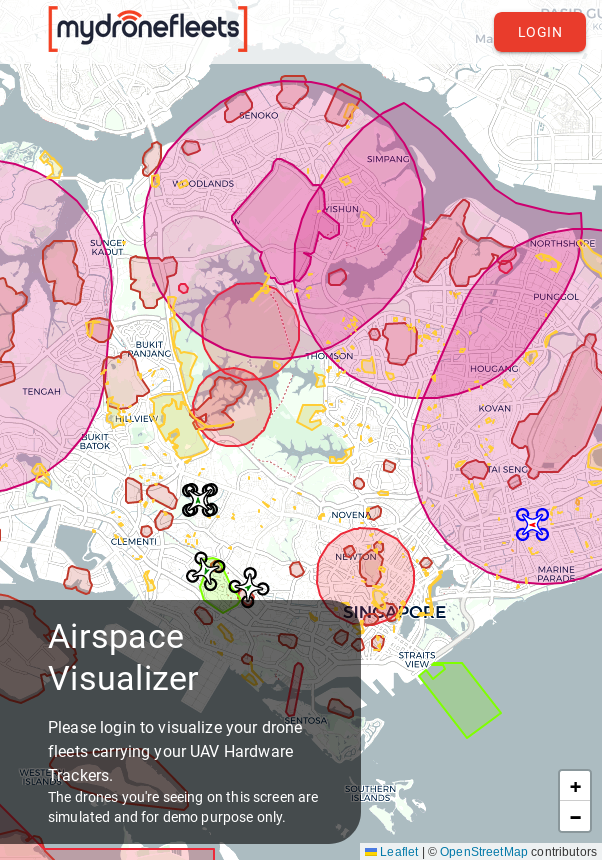 mydronefleets
LOGIN
SENOKO
SIMPANG
WOODLANDS
YISHUN
SUNGEI
KADUT
NORTHSHORE
PUNGGOL
BUKIT
PANJANG
THOMSON
HOUGANG
TENGAH
KOVAN
HILLVIEW
BUKIT
BATOK
TAI SENG
NOVENA
CLEMENTI
NEWTON
MARINE
PARADE
SINGAPORE
STRAITS
VIEW
Airspace
Visualizer
SENTOSA
Please login to visualize your drone
fleets carrying your UAV Hardware
Trackers.
The drones you're seeing on this screen are
simulated and for demo purpose only.
WESTERN
ISLANDS
SOUTHERN
ISLANDS
+
−
Leaflet | © OpenStreetMap contributors